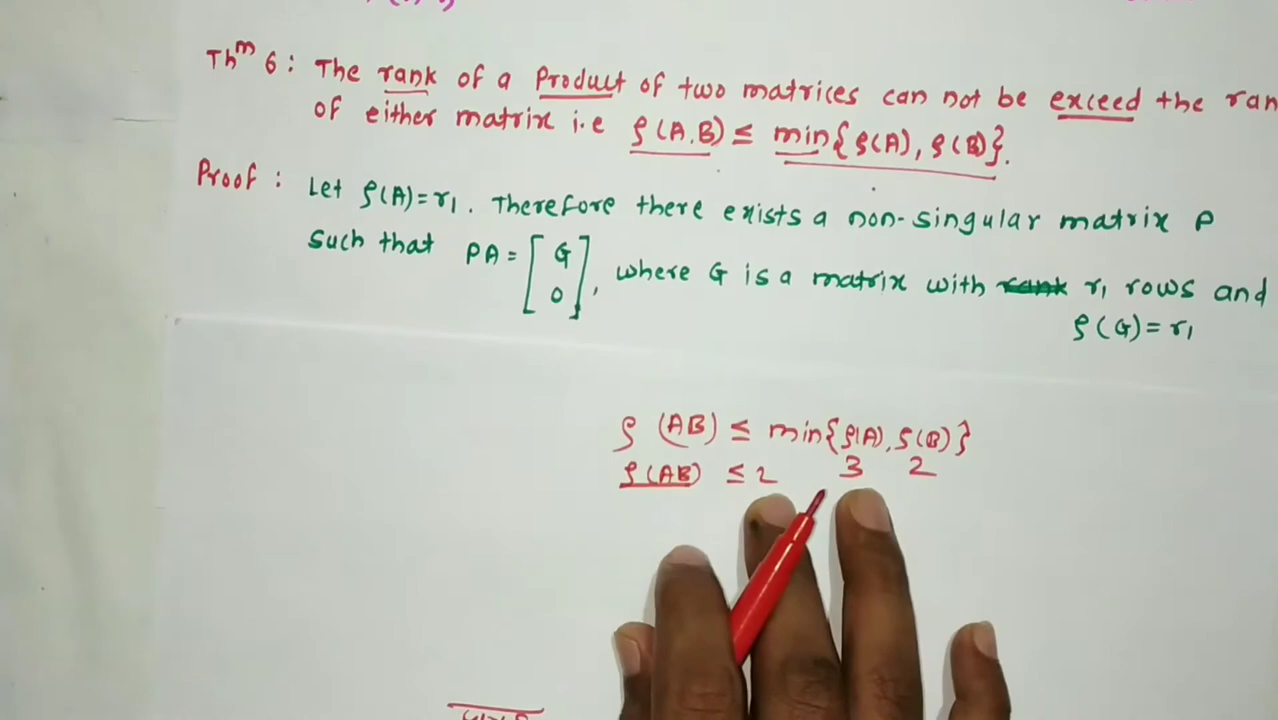 Thm 6: The rank of a Product of two matrices can not be exceed the ran
of either matrix i.e ρ(A.B) ≤ min{ρ(A), ρ(B)}.
Proof : Let ρ(A)=r₁. Therefore there exists a non-singular matrix P
such that PA = [G 0], where G is a matrix with rank r₁ rows and
ρ(G)=r₁
ρ(AB) ≤ min{ρ(A), ρ(B)}
ρ(AB) ≤ 2 3 2